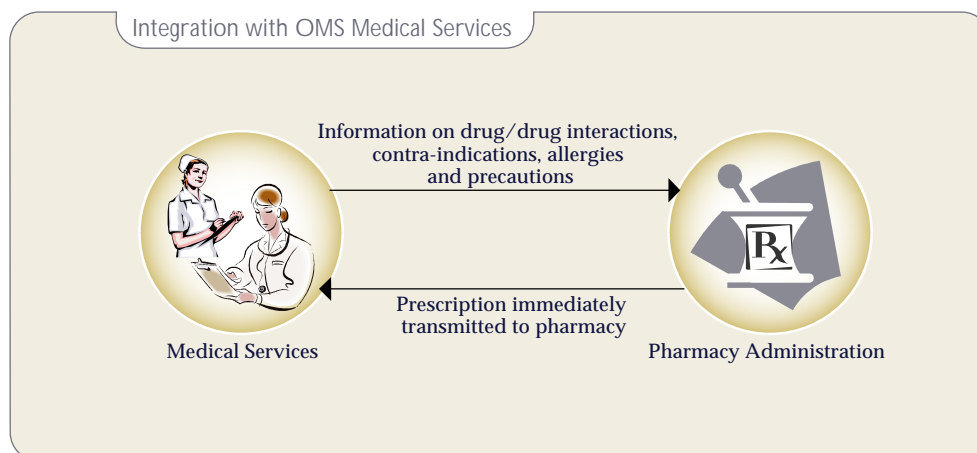 Integration with OMS Medical Services
Information on drug/drug interactions,
contra-indications, allergies
and precautions
Rx
Prescription immediately
transmitted to pharmacy
Medical Services
Pharmacy Administration